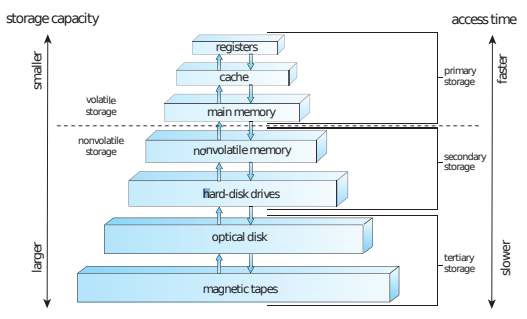 storage capacity
access time
smaller
faster
registers
cache
primary
storage
volatile
storage
main memory
nonvolatile
storage
nonvolatile memory
secondary
storage
hard-disk drives
optical disk
larger
slower
tertiary
storage
magnetic tapes